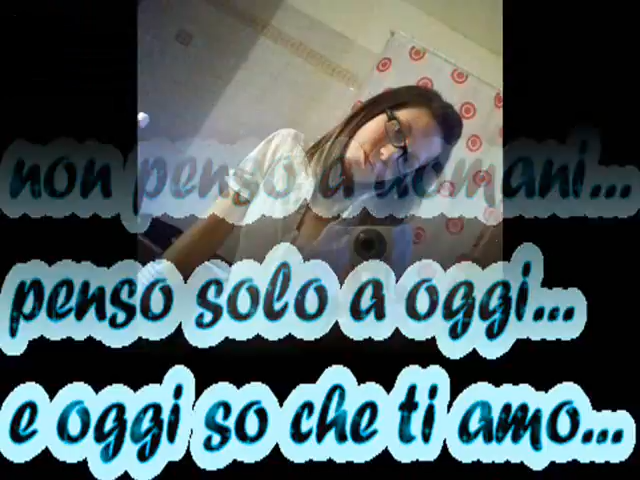 non penso a domani...
penso solo a oggi...
e oggi so che ti amo...